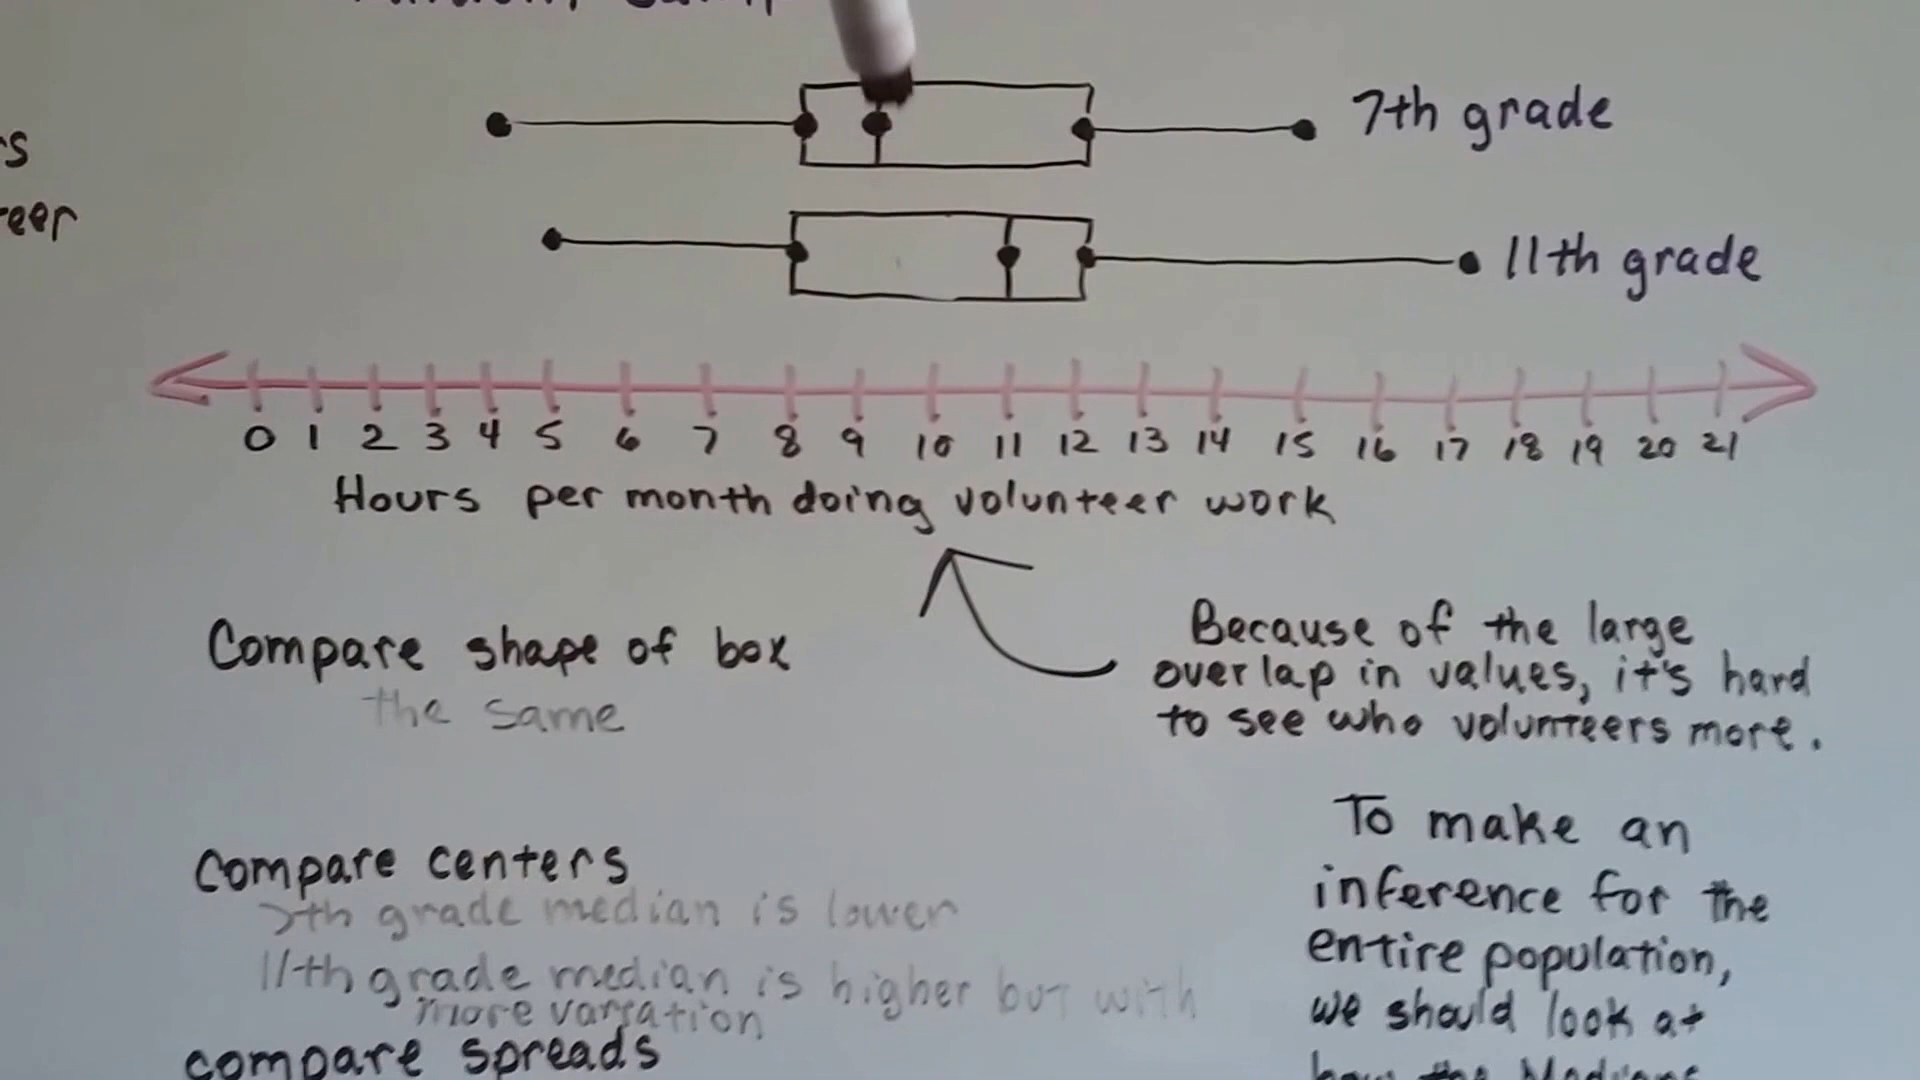 7th grade
11th grade
0 1 2 3 4 5 6 7 8 9 10 11 12 13 14 15 16 17 18 19 20 21
Hours per month doing volunteer work
Compare shape of box
the same
Because of the large
overlap in values, it's hard
to see who volunteers more.
Compare centers
7th grade median is lower
11th grade median is higher but with
more variation
compare spreads
To make an
inference for the
entire population,
we should look at
how the Medians